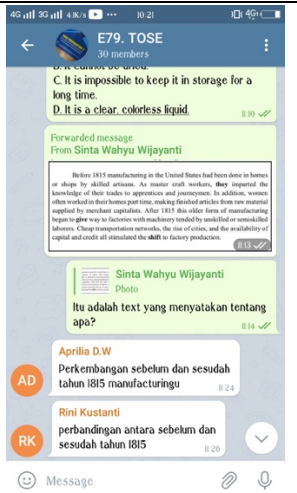 4G 3G 4.1K/s ... 10:21 4G+
E79. TOSE
30 members
C. It is impossible to keep it in storage for a
long time.
D. It is a clear, colorless liquid.
11:10
Forwarded message
From Sinta Wahyu Wijayanti
Before 1815 manufacturing in the United States had been done in homes
or shops by skilled artisans. As master craft workers, they imparted the
knowledge of their trades to apprentices and journeymen. In addition, women
often worked in their homes part time, making finished articles from raw material
supplied by merchant capitalists. After 1815 this older form of manufacturing
began to give way to factories with machinery tended by unskilled or semiskilled
laborers. Cheap transportation networks, the rise of cities, and the availability of
capital and credit all stimulated the shift to factory production.
11:13
Sinta Wahyu Wijayanti
Photo
Itu adalah text yang menyatakan tentang
apa?
11:14
Aprilia D.W
Perkembangan sebelum dan sesudah
tahun 1815 manufacturingu
11:24
AD
Rini Kustanti
perbandingan antara sebelum dan
sesudah tahun 1815
11:26
RK
Message